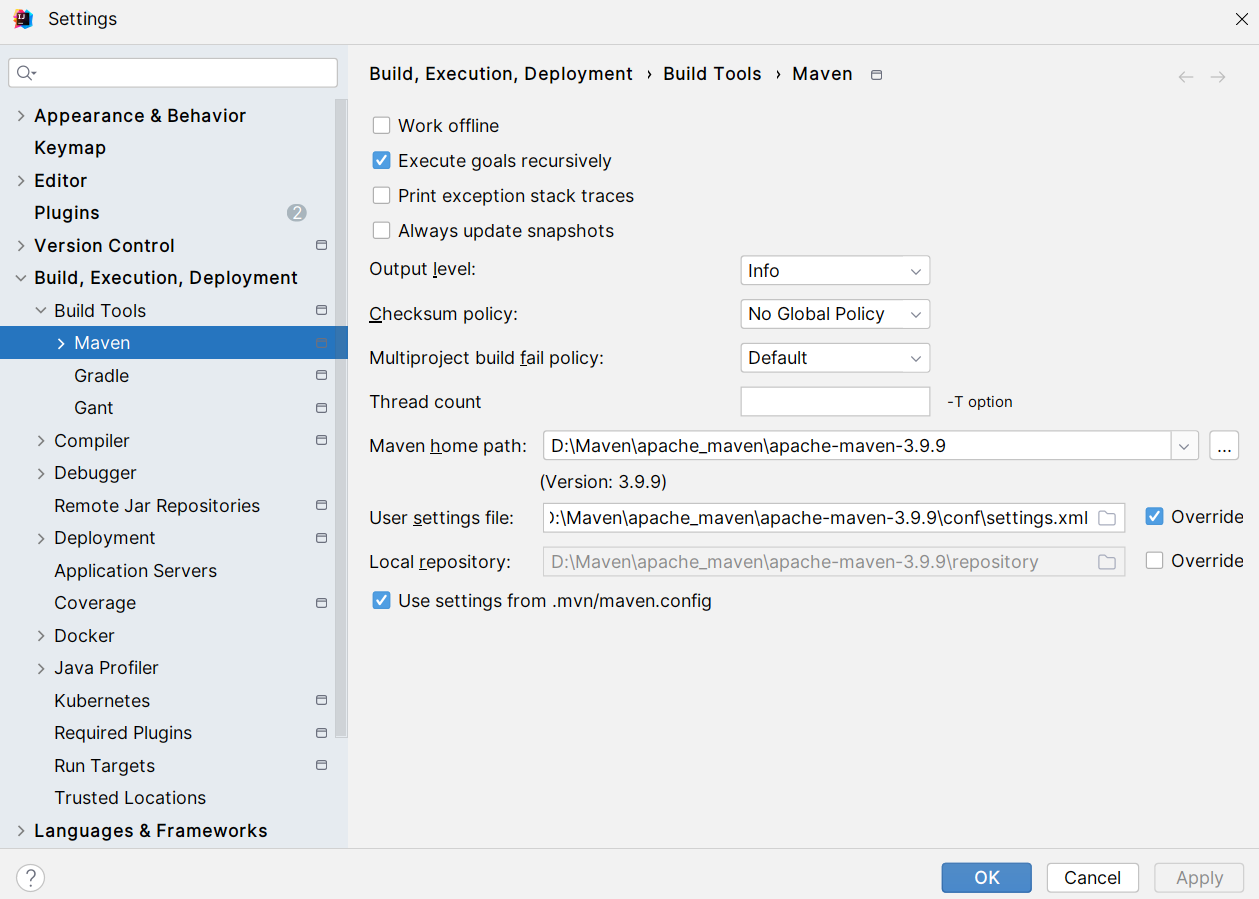 Settings
Appearance & Behavior
Keymap
Editor
Plugins 2
Version Control
Build, Execution, Deployment
Build Tools
Maven
Gradle
Gant
Compiler
Debugger
Remote Jar Repositories
Deployment
Application Servers
Coverage
Docker
Java Profiler
Kubernetes
Required Plugins
Run Targets
Trusted Locations
Languages & Frameworks
Build, Execution, Deployment › Build Tools › Maven
Work offline
Execute goals recursively
Print exception stack traces
Always update snapshots
Output level: Info
Checksum policy: No Global Policy
Multiproject build fail policy: Default
Thread count -T option
Maven home path: D:\Maven\apache_maven\apache-maven-3.9.9 ...
(Version: 3.9.9)
User settings file: :\Maven\apache_maven\apache-maven-3.9.9\conf\settings.xml Override
Local repository: D:\Maven\apache_maven\apache-maven-3.9.9\repository Override
Use settings from .mvn/maven.config
? OK Cancel Apply